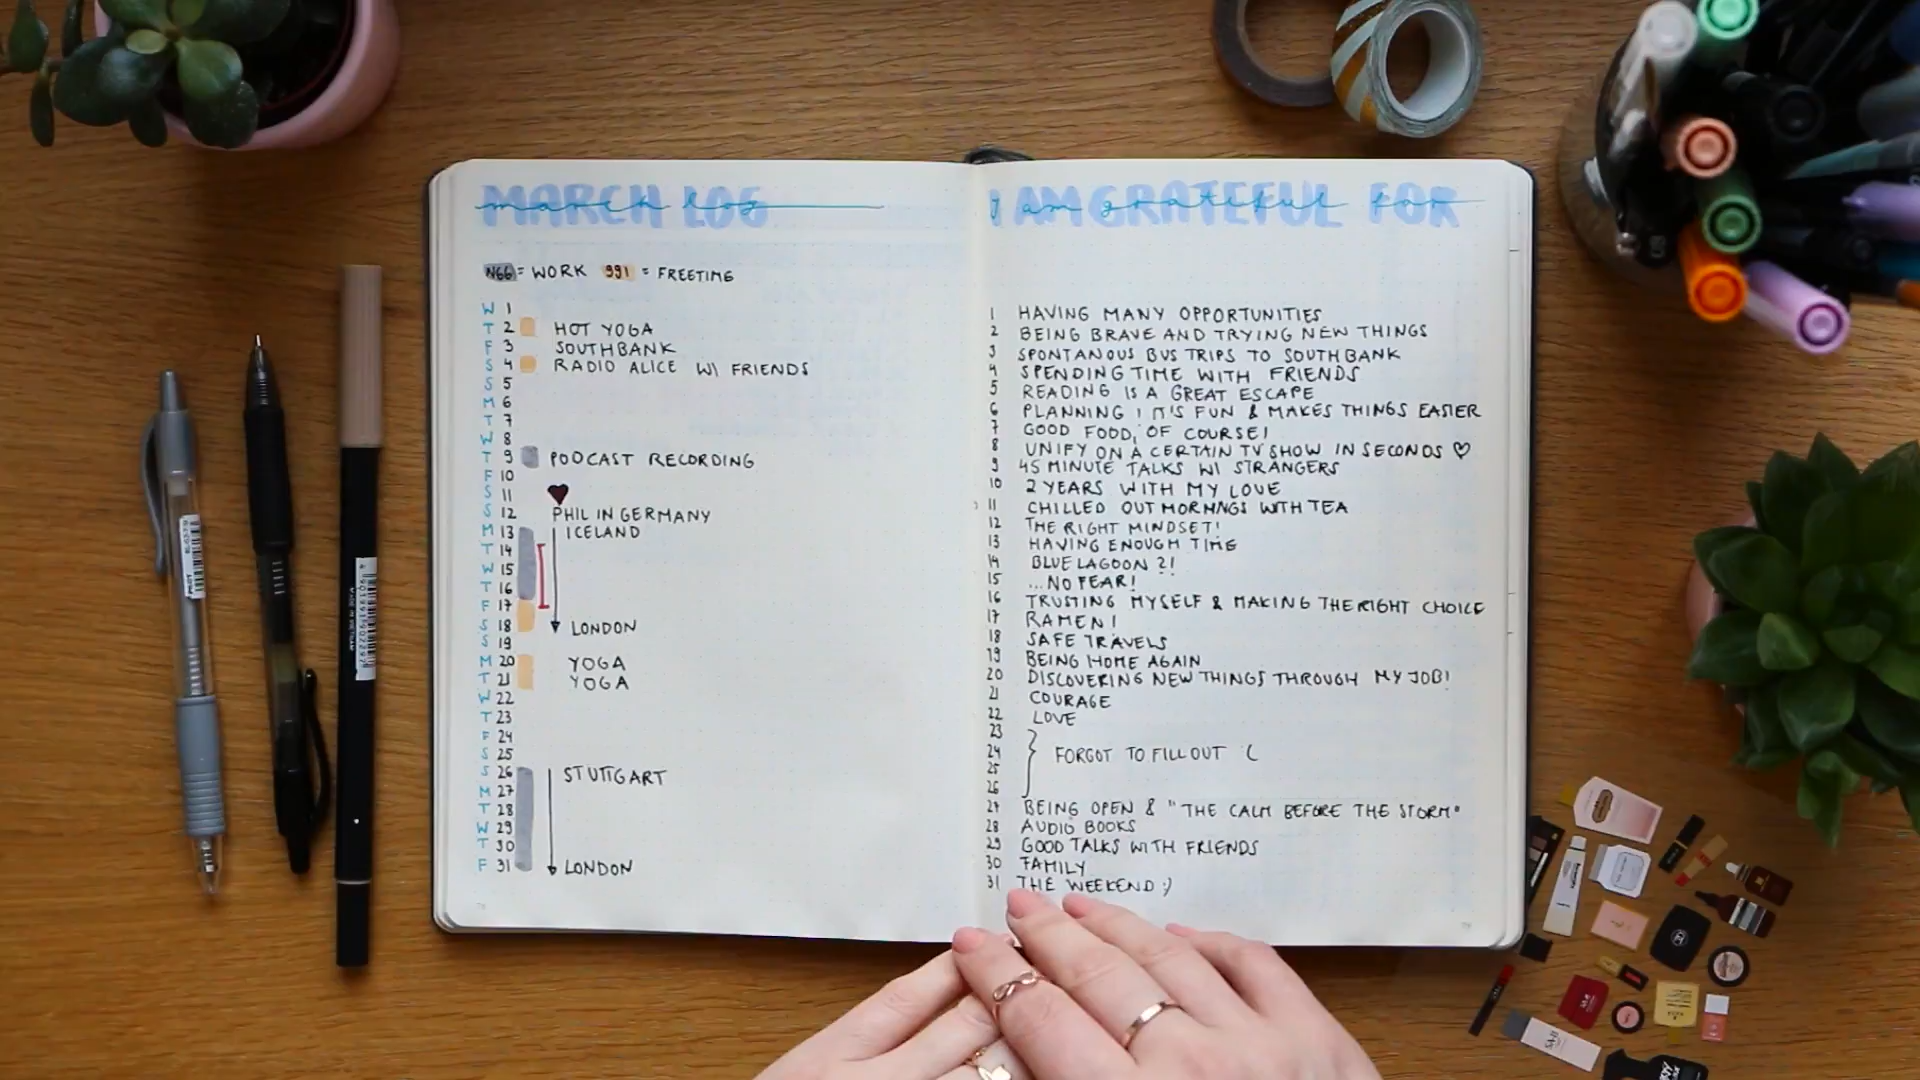 MARCH LOG
march log
N66 = WORK 991 = FREETIME
W 1
T 2 HOT YOGA
F 3 SOUTHBANK
S 4 RADIO ALICE W/ FRIENDS
S 5
M 6
T 7
W 8
T 9 PODCAST RECORDING
F 10
S 11
S 12 PHIL IN GERMANY
M 13 ICELAND
T 14
W 15
T 16
F 17
S 18 LONDON
S 19
M 20 YOGA
T 21 YOGA
W 22
T 23
F 24
S 25
S 26 STUTTGART
M 27
T 28
W 29
T 30
F 31 LONDON
I AM GRATEFUL FOR
I am grateful for
1 HAVING MANY OPPORTUNITIES
2 BEING BRAVE AND TRYING NEW THINGS
3 SPONTANOUS BUS TRIPS TO SOUTHBANK
4 SPENDING TIME WITH FRIENDS
5 READING IS A GREAT ESCAPE
6 PLANNING! IT'S FUN & MAKES THINGS EASIER
7 GOOD FOOD, OF COURSE!
8 UNIFY ON A CERTAIN TV SHOW IN SECONDS ♡
9 45 MINUTE TALKS W/ STRANGERS
10 2 YEARS WITH MY LOVE
11 CHILLED OUT MORNINGS WITH TEA
12 THE RIGHT MINDSET!
13 HAVING ENOUGH TIME
14 BLUE LAGOON ?!
15 ...NO FEAR!
16 TRUSTING MYSELF & MAKING THE RIGHT CHOICE
17 RAMEN!
18 SAFE TRAVELS
19 BEING HOME AGAIN
20 DISCOVERING NEW THINGS THROUGH MY JOB!
21 COURAGE
22 LOVE
23
24 FORGOT TO FILL OUT :(
25
26
27 BEING OPEN & "THE CALM BEFORE THE STORM"
28 AUDIO BOOKS
29 GOOD TALKS WITH FRIENDS
30 FAMILY
31 THE WEEKEND :)